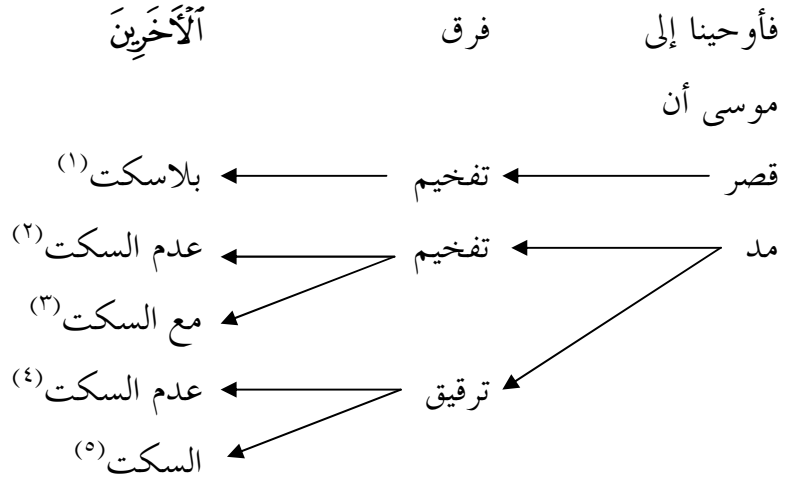 فأوحينا إلى فرق ٱلۡأٓخَرِينَ
موسى أن
قصر تفخيم بلاسكت(١)
مد تفخيم عدم السكت(٢)
مع السكت(٣)
ترقيق عدم السكت(٤)
السكت(٥)